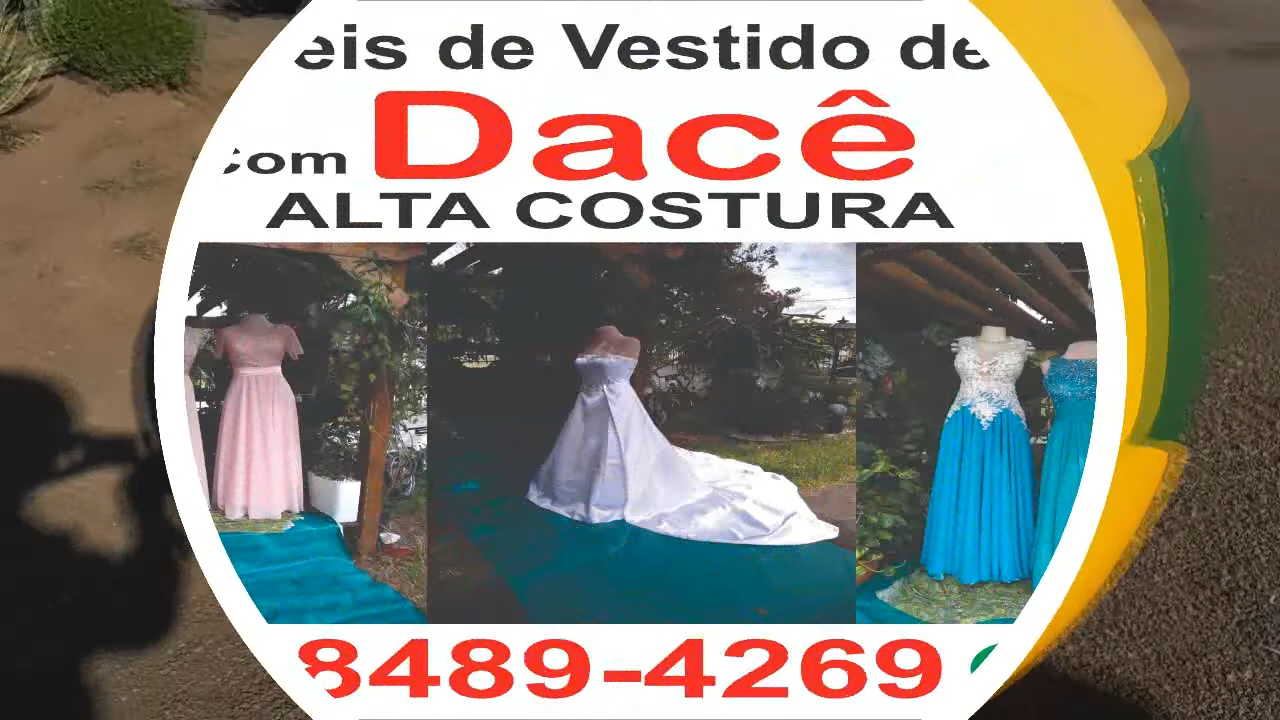 eis de Vestido de
com Dacê
ALTA COSTURA
8489-4269